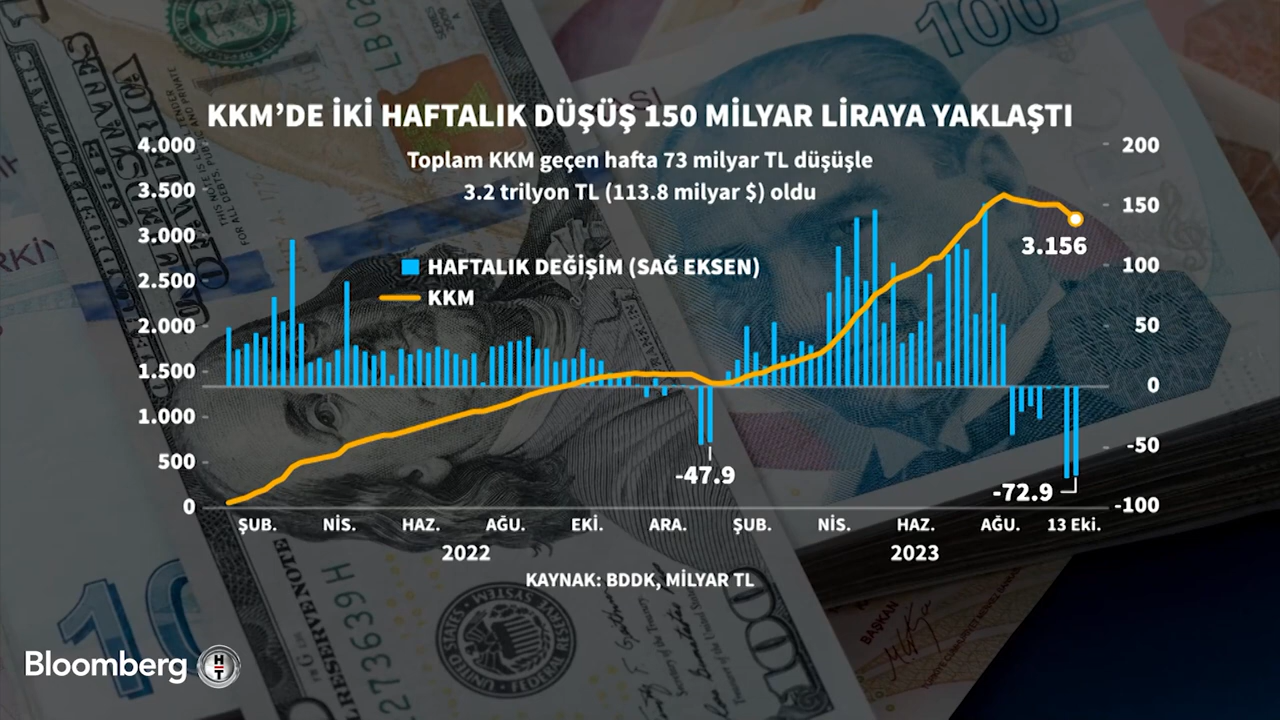 KKM’DE İKİ HAFTALIK DÜŞÜŞ 150 MİLYAR LİRAYA YAKLAŞTI
Toplam KKM geçen hafta 73 milyar TL düşüşle
3.2 trilyon TL (113.8 milyar $) oldu
4.000
3.500
3.000
2.500
2.000
1.500
1.000
500
0
200
150
100
50
0
-50
-100
HAFTALIK DEĞİŞİM (SAĞ EKSEN)
KKM
3.156
-47.9
-72.9
ŞUB. NİS. HAZ. AĞU. EKİ. ARA. ŞUB. NİS. HAZ. AĞU. 13 Eki.
2022 2023
KAYNAK: BDDK, MİLYAR TL
Bloomberg HT
100
10